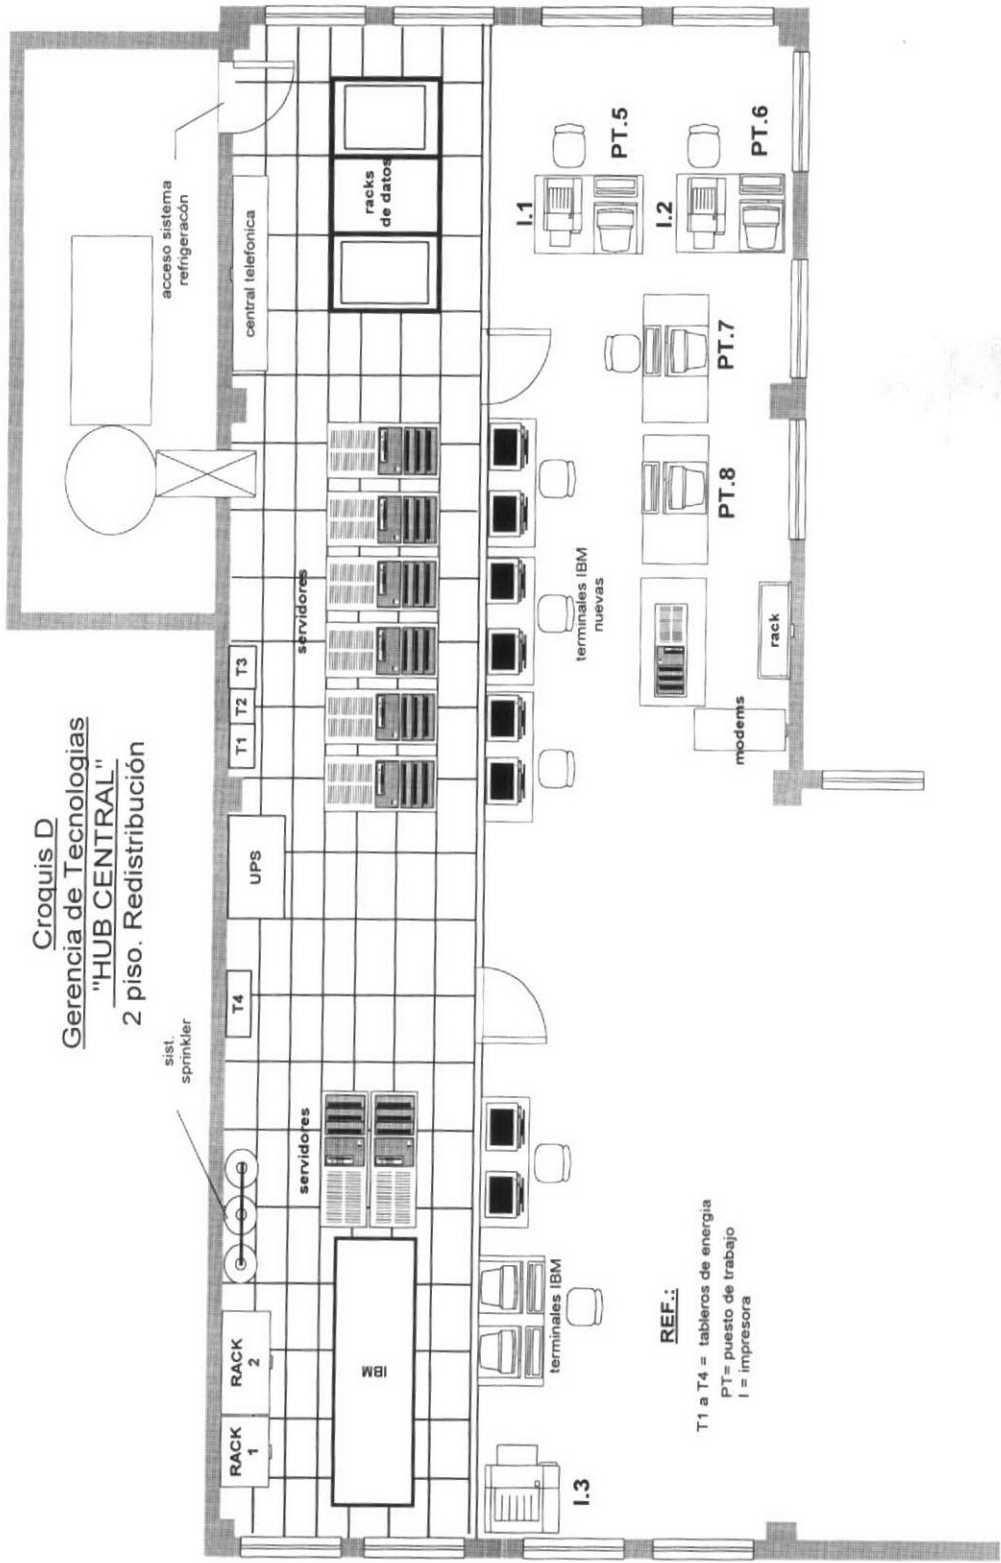 Croquis D
Gerencia de Tecnologias
"HUB CENTRAL"
2 piso. Redistribución
acceso sistema
refrigeracón
sist.
sprinkler
RACK
1
RACK
2
T4
UPS
T1
T2
T3
central telefonica
servidores
servidores
racks
de datos
IBM
terminales IBM
terminales IBM
nuevas
I.3
I.1
PT.5
I.2
PT.6
PT.7
PT.8
modems
rack
REF.:
T1 a T4 = tableros de energia
PT= puesto de trabajo
I = impresora